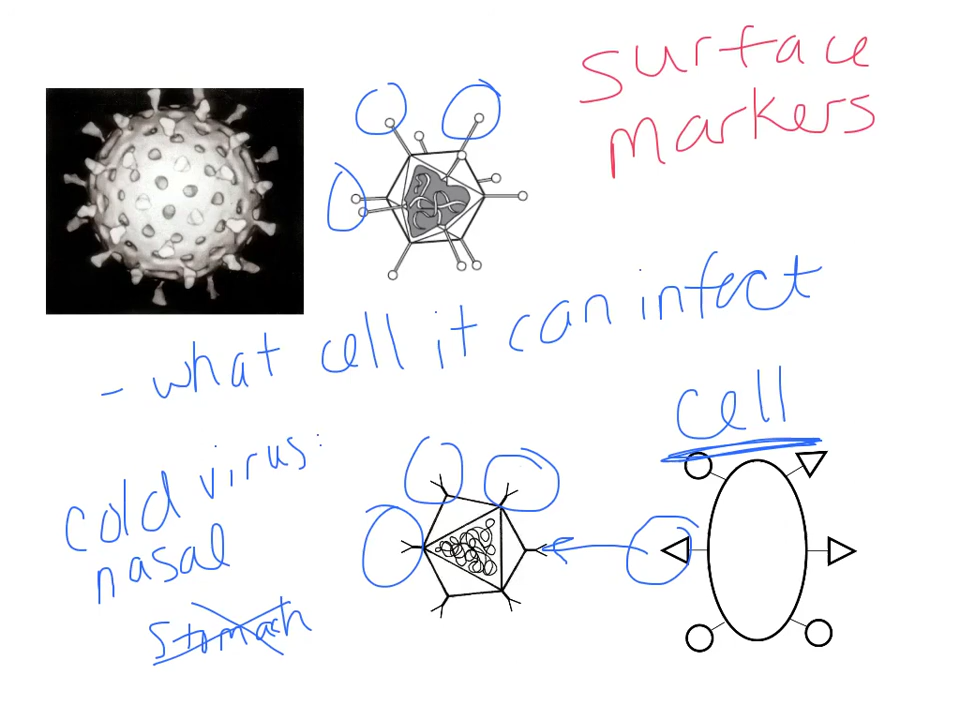 surface
markers
- what cell it can infect
cell
cold virus:
nasal
Stomach